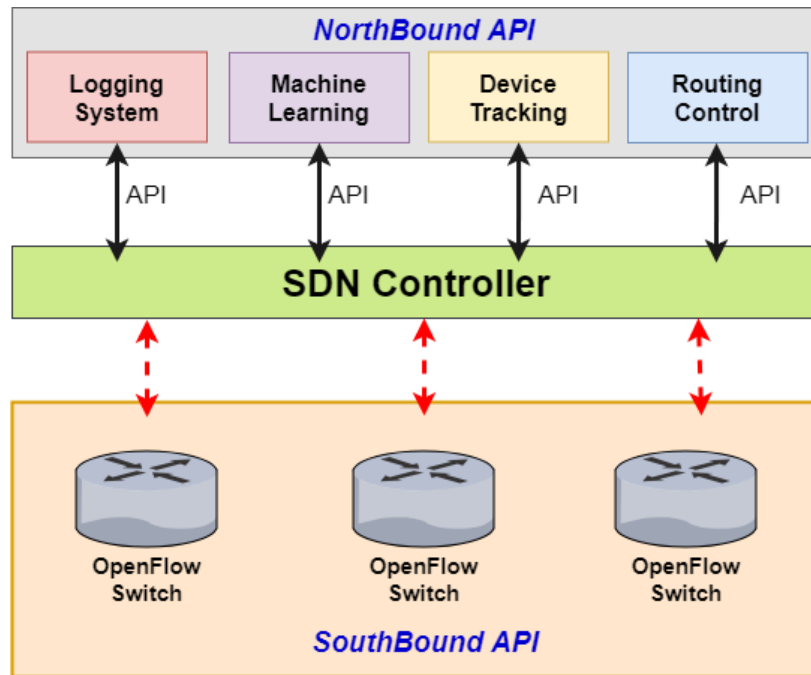 NorthBound API
Logging
System
Machine
Learning
Device
Tracking
Routing
Control
API
API
API
API
SDN Controller
OpenFlow
Switch
OpenFlow
Switch
OpenFlow
Switch
SouthBound API